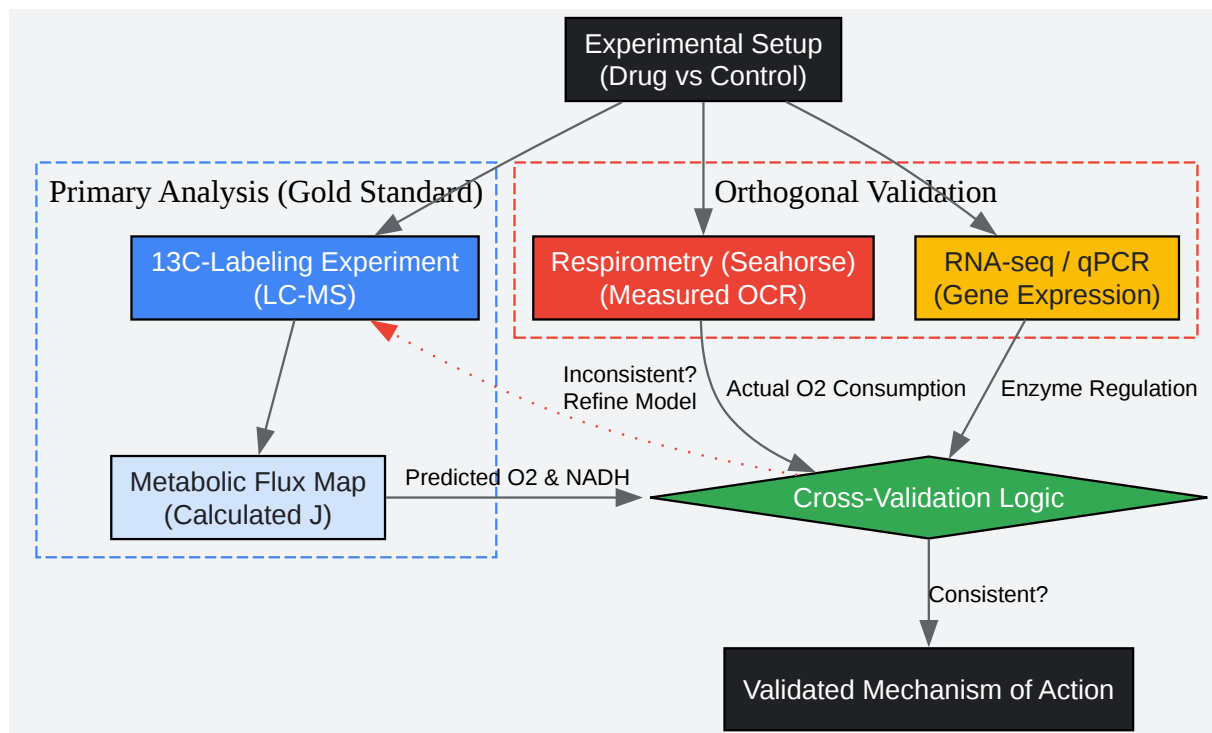 Experimental Setup
(Drug vs Control)
Primary Analysis (Gold Standard)
Orthogonal Validation
13C-Labeling Experiment
(LC-MS)
Respirometry (Seahorse)
(Measured OCR)
RNA-seq / qPCR
(Gene Expression)
Inconsistent?
Refine Model
Actual O2 Consumption
Enzyme Regulation
Metabolic Flux Map
(Calculated J)
Predicted O2 & NADH
Cross-Validation Logic
Consistent?
Validated Mechanism of Action